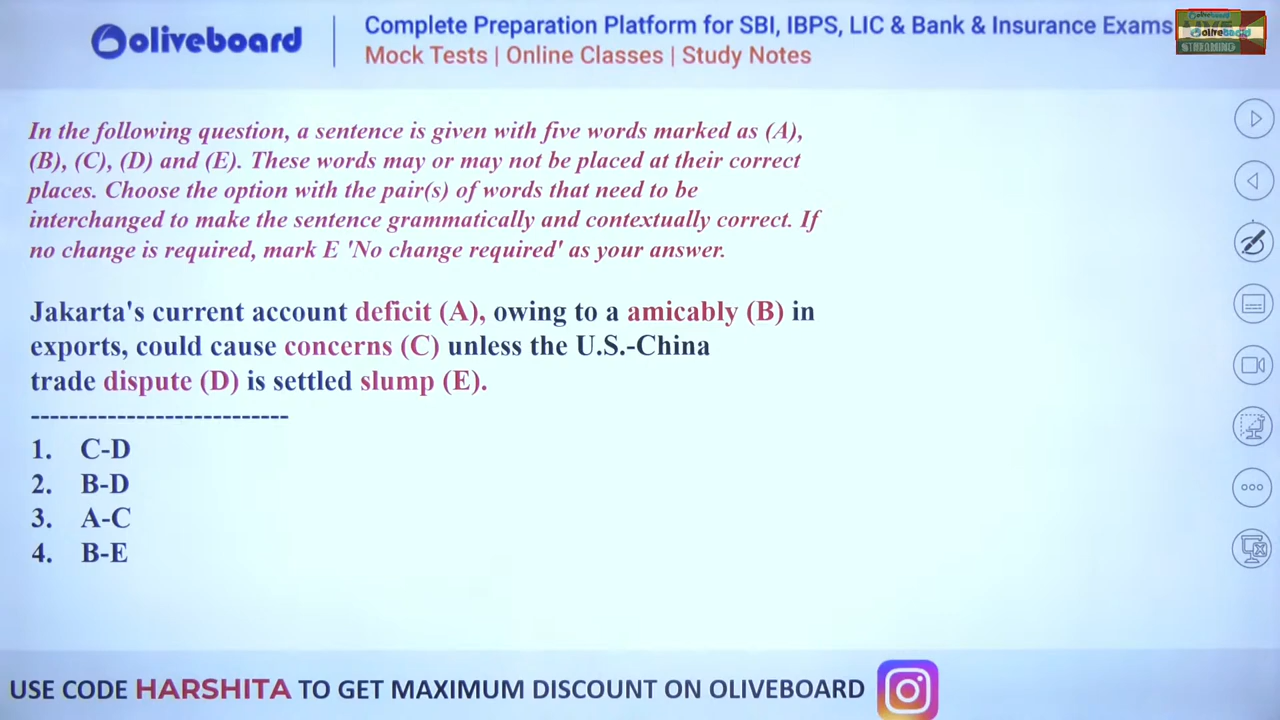 oliveboard
Complete Preparation Platform for SBI, IBPS, LIC & Bank & Insurance Exams
Mock Tests | Online Classes | Study Notes
oliveboard
STREAMING
In the following question, a sentence is given with five words marked as (A),
(B), (C), (D) and (E). These words may or may not be placed at their correct
places. Choose the option with the pair(s) of words that need to be
interchanged to make the sentence grammatically and contextually correct. If
no change is required, mark E 'No change required' as your answer.
Jakarta's current account deficit (A), owing to a amicably (B) in
exports, could cause concerns (C) unless the U.S.-China
trade dispute (D) is settled slump (E).
--------------------------
1. C-D
2. B-D
3. A-C
4. B-E
USE CODE HARSHITA TO GET MAXIMUM DISCOUNT ON OLIVEBOARD